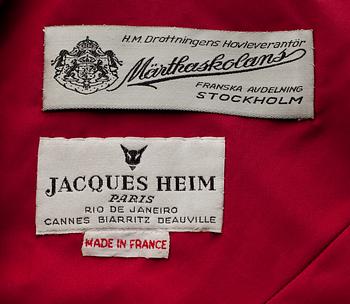 H.M. Drottningens Hovleverantör
Märthaskolans
FRANSKA AVDELNING
STOCKHOLM
JACQUES HEIM
PARIS
RIO DE JANEIRO
CANNES BIARRITZ DEAUVILLE
MADE IN FRANCE